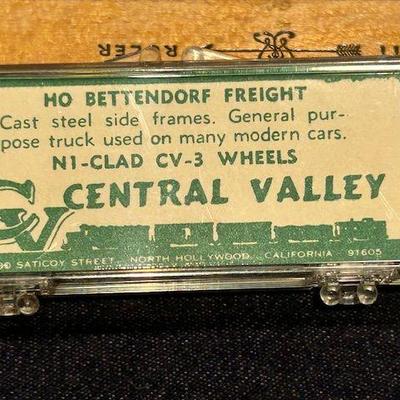 RULER
HO BETTENDORF FREIGHT
Cast steel side frames. General pur-
pose truck used on many modern cars.
NI-CLAD CV-3 WHEELS
CV CENTRAL VALLEY
SATICOY STREET NORTH HOLLYWOOD, CALIFORNIA 91605